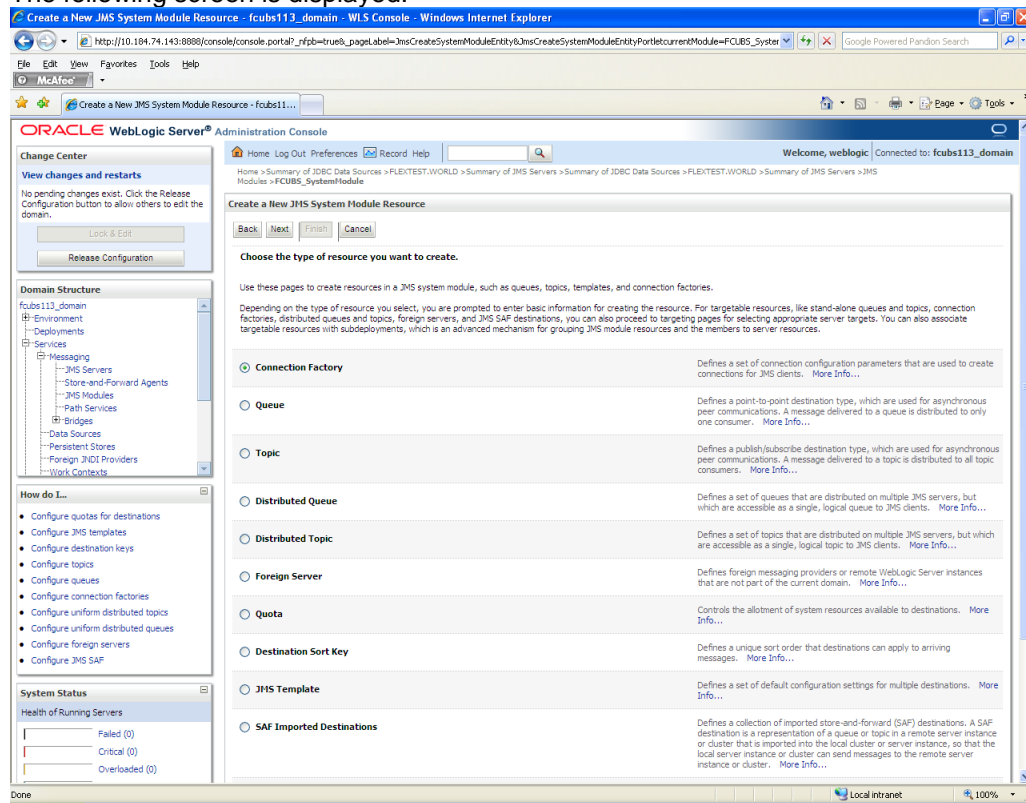 The following screen is displayed.
Create a New JMS System Module Resource - fcubs113_domain - WLS Console - Windows Internet Explorer
http://10.184.74.143:8888/console/console.portal?_nfpb=true&_pageLabel=JmsCreateSystemModuleEntity&JmsCreateSystemModuleEntityPortletcurrentModule=FCUBS_Syster
Google Powered Pandion Search
File Edit View Favorites Tools Help
McAfee
Create a New JMS System Module Resource - fcubs11...
Page Tools
ORACLE WebLogic Server® Administration Console
Change Center
View changes and restarts
No pending changes exist. Click the Release
Configuration button to allow others to edit the
domain.
Lock & Edit
Release Configuration
Domain Structure
fcubs113_domain
Environment
Deployments
Services
Messaging
JMS Servers
Store-and-Forward Agents
JMS Modules
Path Services
Bridges
Data Sources
Persistent Stores
Foreign JNDI Providers
Work Contexts
How do I...
Configure quotas for destinations
Configure JMS templates
Configure destination keys
Configure topics
Configure queues
Configure connection factories
Configure uniform distributed topics
Configure uniform distributed queues
Configure foreign servers
Configure JMS SAF
System Status
Health of Running Servers
Failed (0)
Critical (0)
Overloaded (0)
Home Log Out Preferences Record Help
Welcome, weblogic Connected to: fcubs113_domain
Home >Summary of JDBC Data Sources >FLEXTEST.WORLD >Summary of JMS Servers >Summary of JDBC Data Sources >FLEXTEST.WORLD >Summary of JMS Servers >JMS
Modules >FCUBS_SystemModule
Create a New JMS System Module Resource
Back Next Finish Cancel
Choose the type of resource you want to create.
Use these pages to create resources in a JMS system module, such as queues, topics, templates, and connection factories.
Depending on the type of resource you select, you are prompted to enter basic information for creating the resource. For targetable resources, like stand-alone queues and topics, connection
factories, distributed queues and topics, foreign servers, and JMS SAF destinations, you can also proceed to targeting pages for selecting appropriate server targets. You can also associate
targetable resources with subdeployments, which is an advanced mechanism for grouping JMS module resources and the members to server resources.
Connection Factory
Defines a set of connection configuration parameters that are used to create
connections for JMS clients. More Info...
Queue
Defines a point-to-point destination type, which are used for asynchronous
peer communications. A message delivered to a queue is distributed to only
one consumer. More Info...
Topic
Defines a publish/subscribe destination type, which are used for asynchronous
peer communications. A message delivered to a topic is distributed to all topic
consumers. More Info...
Distributed Queue
Defines a set of queues that are distributed on multiple JMS servers, but
which are accessible as a single, logical queue to JMS clients. More Info...
Distributed Topic
Defines a set of topics that are distributed on multiple JMS servers, but which
are accessible as a single, logical topic to JMS clients. More Info...
Foreign Server
Defines foreign messaging providers or remote WebLogic Server instances
that are not part of the current domain. More Info...
Quota
Controls the allotment of system resources available to destinations. More
Info...
Destination Sort Key
Defines a unique sort order that destinations can apply to arriving
messages. More Info...
JMS Template
Defines a set of default configuration settings for multiple destinations. More
Info...
SAF Imported Destinations
Defines a collection of imported store-and-forward (SAF) destinations. A SAF
destination is a representation of a queue or topic in a remote server instance
or cluster that is imported into the local cluster or server instance, so that the
local server instance or cluster can send messages to the remote server
instance or cluster. More Info...
Done
Local intranet
100%